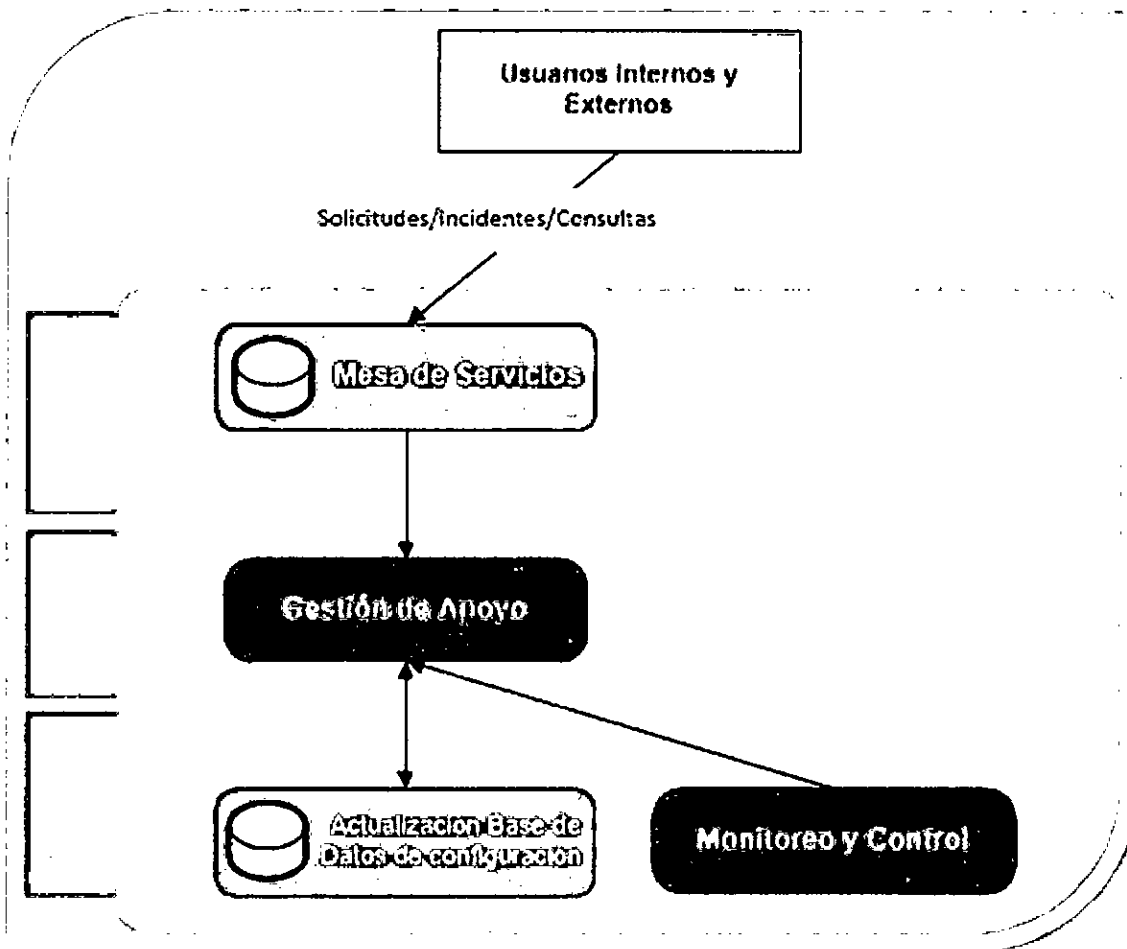 Usuarios Internos y
Externos
Solicitudes/Incidentes/Consultas
Mesa de Servicios
Gestión de Apoyo
Actualizacion Base de
Datos de configuración
Monitoreo y Control